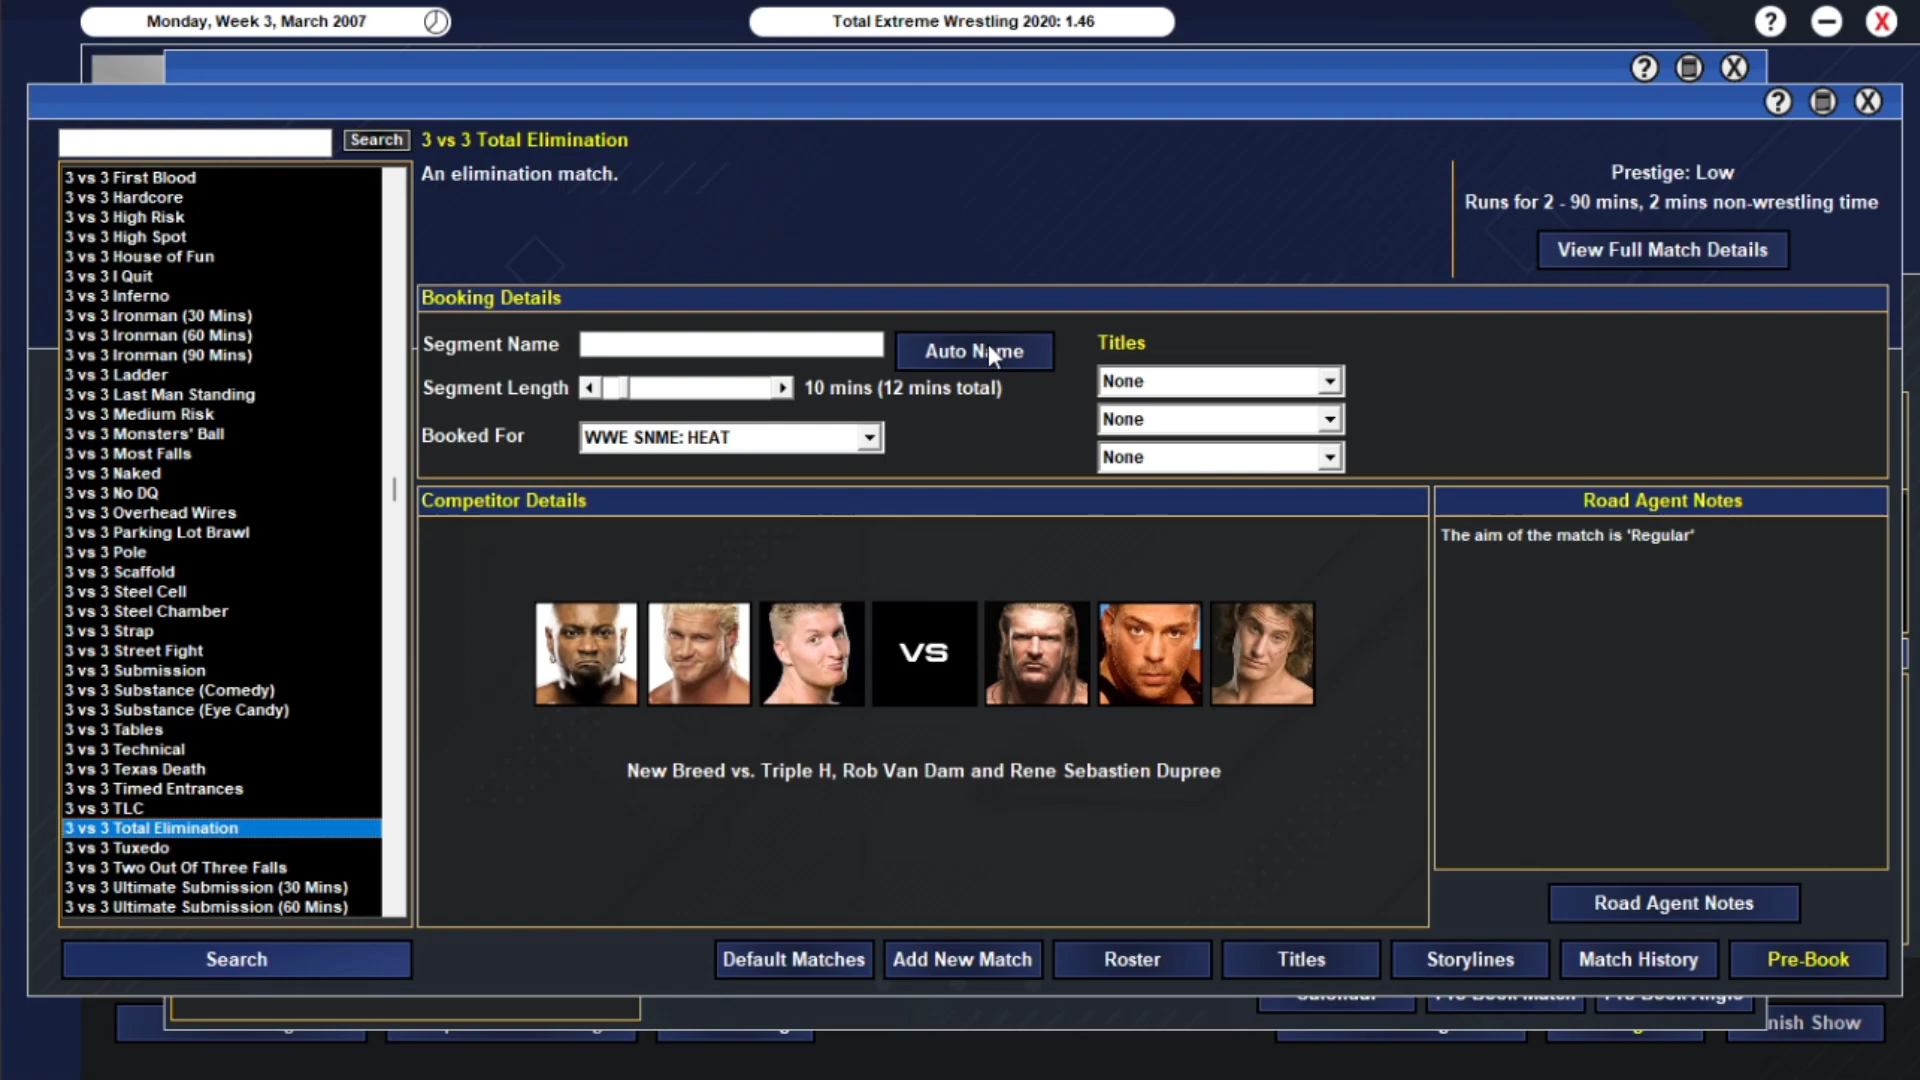 Monday, Week 3, March 2007
Total Extreme Wrestling 2020: 1.46
?
X
?
X
?
X
Search
3 vs 3 Total Elimination
An elimination match.
Prestige: Low
Runs for 2 - 90 mins, 2 mins non-wrestling time
View Full Match Details
3 vs 3 First Blood
3 vs 3 Hardcore
3 vs 3 High Risk
3 vs 3 High Spot
3 vs 3 House of Fun
3 vs 3 I Quit
3 vs 3 Inferno
3 vs 3 Ironman (30 Mins)
3 vs 3 Ironman (60 Mins)
3 vs 3 Ironman (90 Mins)
3 vs 3 Ladder
3 vs 3 Last Man Standing
3 vs 3 Medium Risk
3 vs 3 Monsters' Ball
3 vs 3 Most Falls
3 vs 3 Naked
3 vs 3 No DQ
3 vs 3 Overhead Wires
3 vs 3 Parking Lot Brawl
3 vs 3 Pole
3 vs 3 Scaffold
3 vs 3 Steel Cell
3 vs 3 Steel Chamber
3 vs 3 Strap
3 vs 3 Street Fight
3 vs 3 Submission
3 vs 3 Substance (Comedy)
3 vs 3 Substance (Eye Candy)
3 vs 3 Tables
3 vs 3 Technical
3 vs 3 Texas Death
3 vs 3 Timed Entrances
3 vs 3 TLC
3 vs 3 Total Elimination
3 vs 3 Tuxedo
3 vs 3 Two Out Of Three Falls
3 vs 3 Ultimate Submission (30 Mins)
3 vs 3 Ultimate Submission (60 Mins)
Booking Details
Segment Name
Auto Name
Segment Length
10 mins (12 mins total)
Booked For
WWE SNME: HEAT
Titles
None
None
None
Competitor Details
VS
New Breed vs. Triple H, Rob Van Dam and Rene Sebastien Dupree
Road Agent Notes
The aim of the match is 'Regular'
Road Agent Notes
Search
Default Matches
Add New Match
Roster
Titles
Storylines
Match History
Pre-Book
Calendar
Pre-Book Match
Pre-Book Angle
nish Show